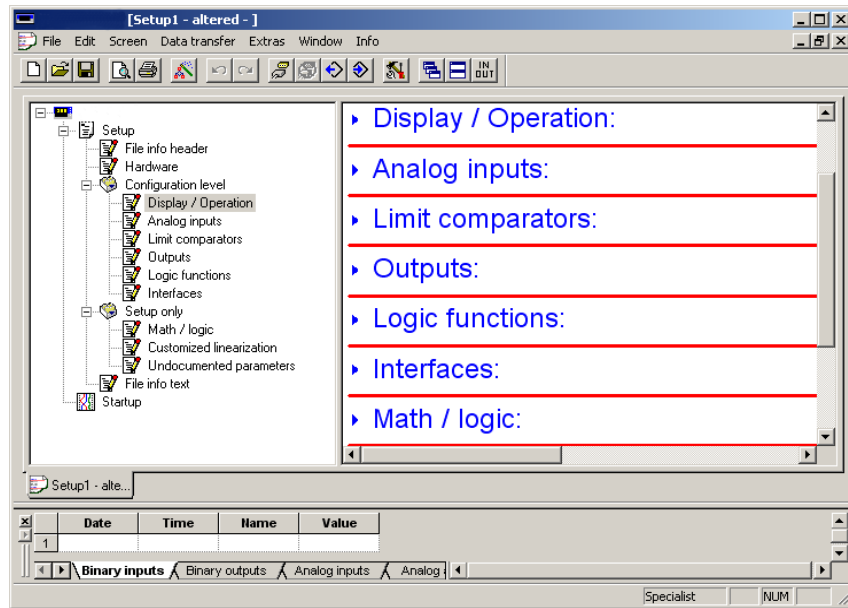 [Setup1 - altered - ]
File Edit Screen Data transfer Extras Window Info
IN
OUT
Setup
File info header
Hardware
Configuration level
Display / Operation
Analog inputs
Limit comparators
Outputs
Logic functions
Interfaces
Setup only
Math / logic
Customized linearization
Undocumented parameters
File info text
Startup
Display / Operation:
Analog inputs:
Limit comparators:
Outputs:
Logic functions:
Interfaces:
Math / logic:
Setup1 - alte...
Date Time Name Value
1
Binary inputs Binary outputs Analog inputs Analog
Specialist NUM